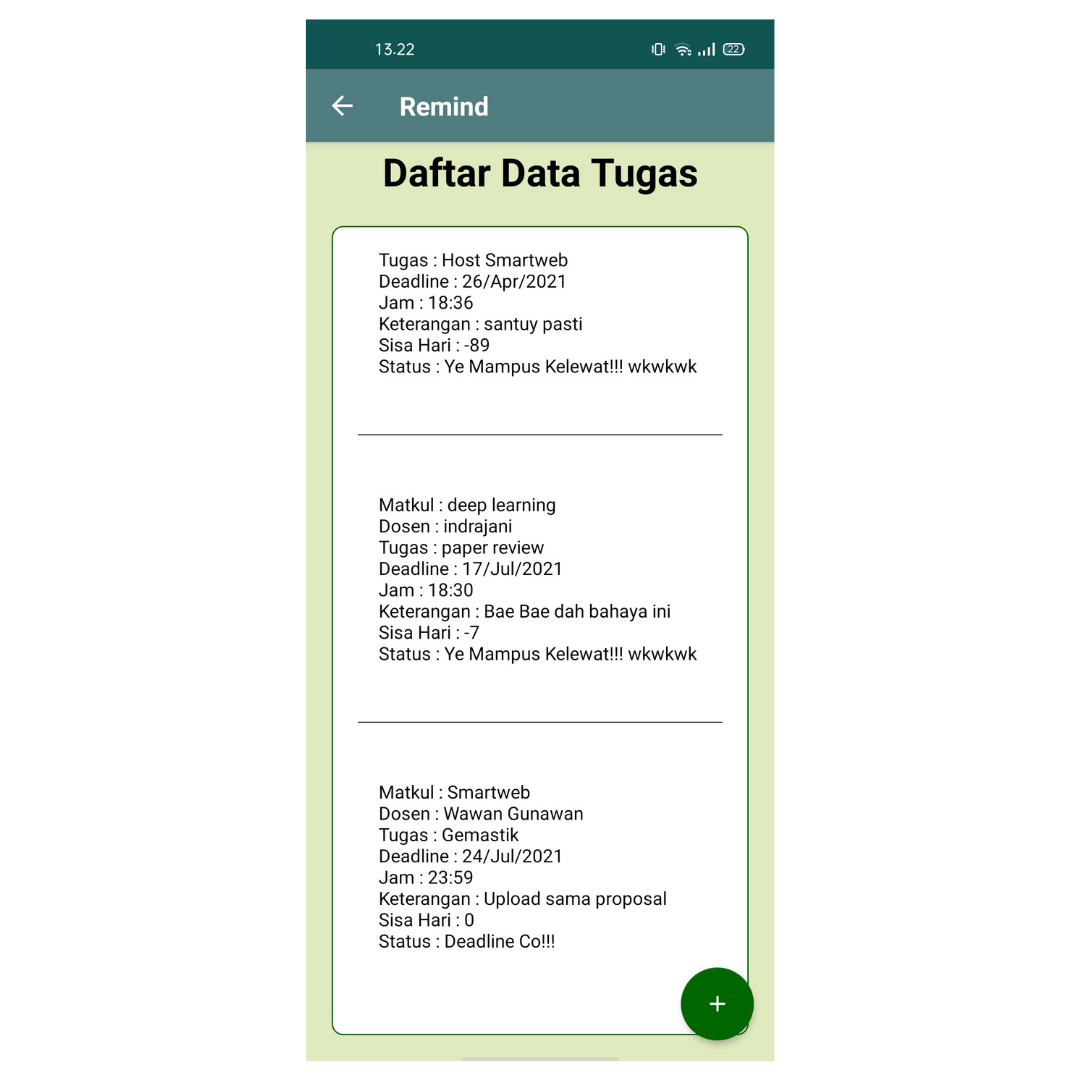 13.22
22
Remind
Daftar Data Tugas
Tugas : Host Smartweb
Deadline : 26/Apr/2021
Jam : 18:36
Keterangan : santuy pasti
Sisa Hari : -89
Status : Ye Mampus Kelewat!!! wkwkwk
Matkul : deep learning
Dosen : indrajani
Tugas : paper review
Deadline : 17/Jul/2021
Jam : 18:30
Keterangan : Bae Bae dah bahaya ini
Sisa Hari : -7
Status : Ye Mampus Kelewat!!! wkwkwk
Matkul : Smartweb
Dosen : Wawan Gunawan
Tugas : Gemastik
Deadline : 24/Jul/2021
Jam : 23:59
Keterangan : Upload sama proposal
Sisa Hari : 0
Status : Deadline Co!!!
+